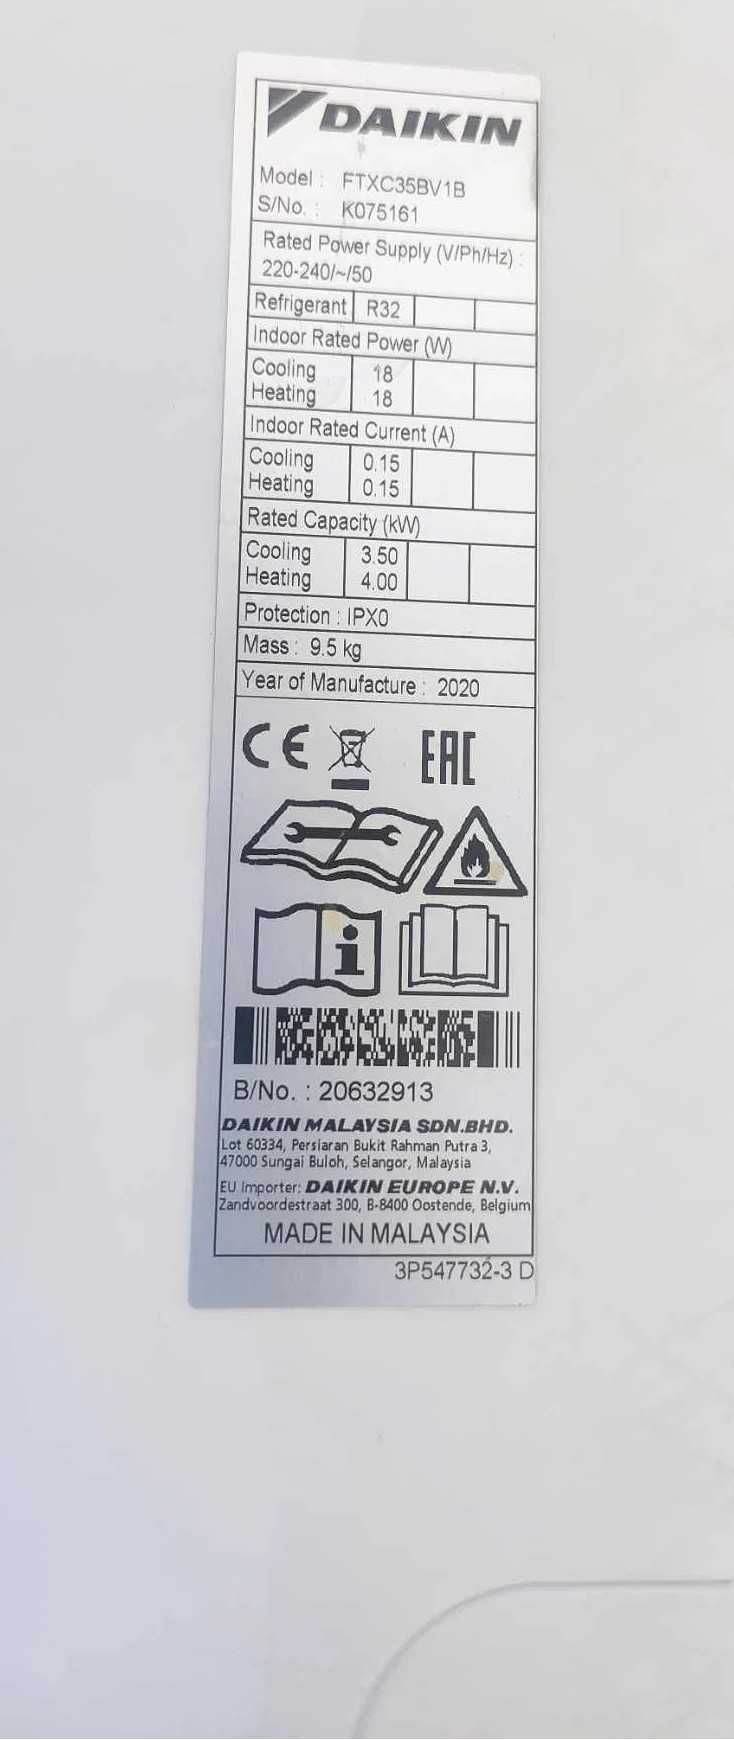 DAIKIN
Model : FTXC35BV1B
S/No. : K075161
Rated Power Supply (V/Ph/Hz) :
220-240/~/50
Refrigerant R32
Indoor Rated Power (W)
Cooling 18
Heating 18
Indoor Rated Current (A)
Cooling 0.15
Heating 0.15
Rated Capacity (kW)
Cooling 3.50
Heating 4.00
Protection : IPX0
Mass : 9.5 kg
Year of Manufacture : 2020
CE EAC
i
B/No. : 20632913
DAIKIN MALAYSIA SDN.BHD.
Lot 60334, Persiaran Bukit Rahman Putra 3,
47000 Sungai Buloh, Selangor, Malaysia
EU Importer: DAIKIN EUROPE N.V.
Zandvoordestraat 300, B-8400 Oostende, Belgium
MADE IN MALAYSIA
3P547732-3 D